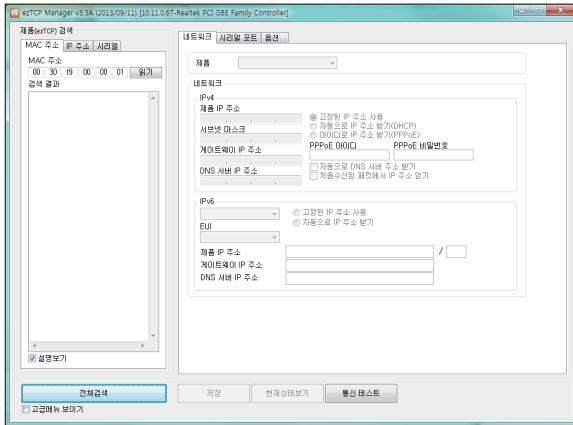 ezTCP Manager v3.3A (2013/09/11) [10.11.0.67-Realtek PCI GBE Family Controller]
제품(ezTCP) 검색
MAC 주소 IP 주소 시리얼
MAC 주소
00 30 f9 00 00 01 읽기
검색 결과
설명보기
전체검색
고급메뉴 보이기
네트워크 시리얼 포트 옵션
제품
네트워크
IPv4
제품 IP 주소
고정된 IP 주소 사용
자동으로 IP 주소 받기(DHCP)
서브넷 마스크
아이디로 IP 주소 받기(PPPoE)
게이트웨이 IP 주소
PPPoE 아이디 PPPoE 비밀번호
DNS 서버 IP 주소
자동으로 DNS 서버 주소 받기
처음수신된 패킷에서 IP 주소 얻기
IPv6
고정된 IP 주소 사용
자동으로 IP 주소 받기
EUI
제품 IP 주소 /
게이트웨이 IP 주소
DNS 서버 IP 주소
저장 현재상태보기 통신 테스트